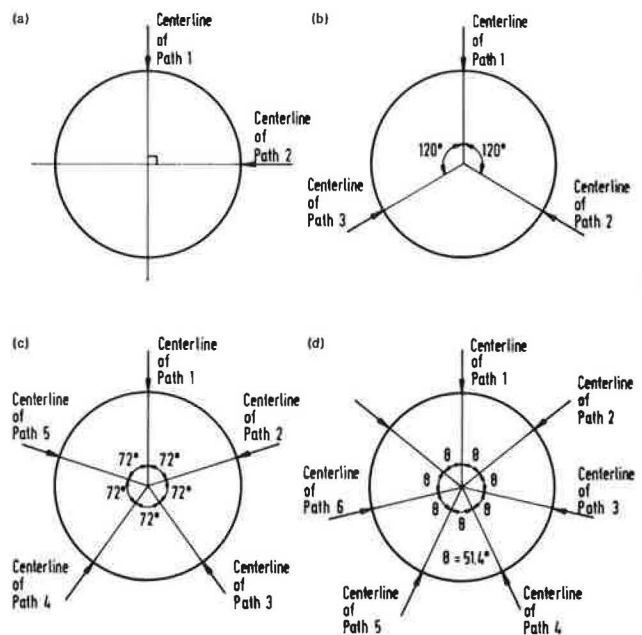 (a)
Centerline
of
Path 1
Centerline
of
Path 2
(b)
Centerline
of
Path 1
120° 120°
Centerline
of
Path 3
Centerline
of
Path 2
(c)
Centerline
of
Path 1
Centerline
of
Path 5
Centerline
of
Path 2
72° 72°
72° 72°
72°
Centerline
of
Path 4
Centerline
of
Path 3
(d)
Centerline
of
Path 1
Centerline
of
Path 2
θ θ
θ θ
θ θ
θ
Centerline
of
Path 6
Centerline
of
Path 3
θ = 51.4°
Centerline
of
Path 5
Centerline
of
Path 4